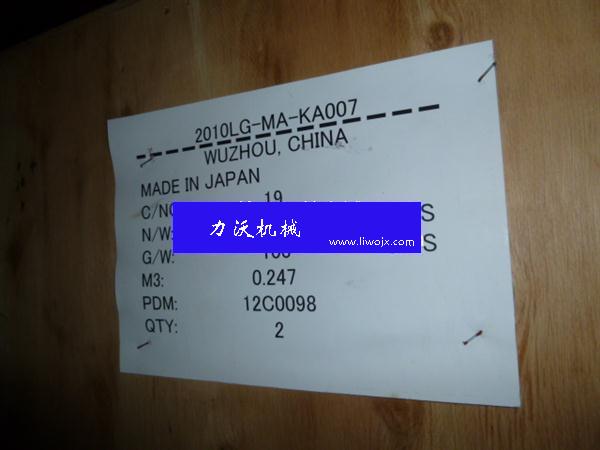 2010LG-MA-KA007
WUZHOU, CHINA
MADE IN JAPAN
C/NO 19
N/W: S
力沃机械
www.liwojx.com
G/W: S
M3: 0.247
PDM: 12C0098
QTY: 2